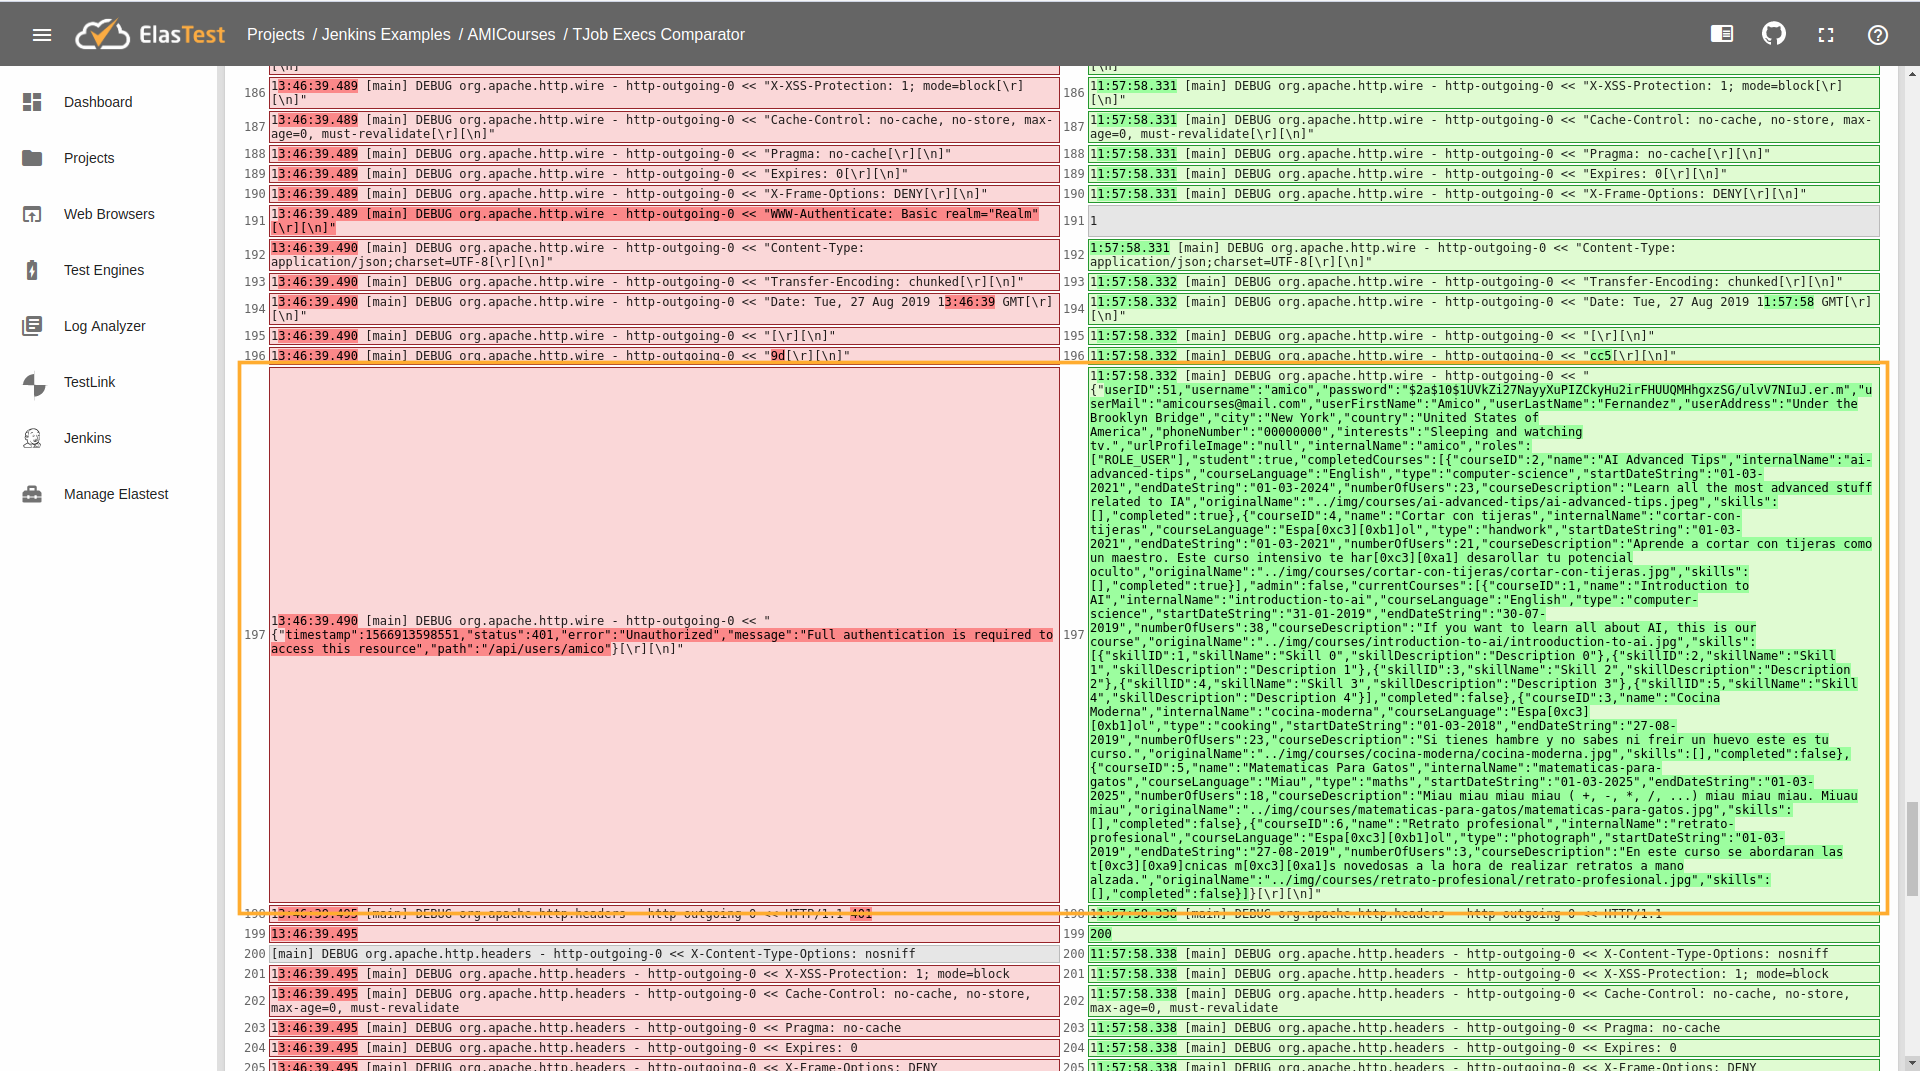 ElasTest
Projects / Jenkins Examples / AMICourses / TJob Execs Comparator
Dashboard
Projects
Web Browsers
Test Engines
Log Analyzer
TestLink
Jenkins
Manage Elastest
[\n]"
186 13:46:39.489 [main] DEBUG org.apache.http.wire - http-outgoing-0 << "X-XSS-Protection: 1; mode=block[\r]
[\n]"
187 13:46:39.489 [main] DEBUG org.apache.http.wire - http-outgoing-0 << "Cache-Control: no-cache, no-store, max-
age=0, must-revalidate[\r][\n]"
188 13:46:39.489 [main] DEBUG org.apache.http.wire - http-outgoing-0 << "Pragma: no-cache[\r][\n]"
189 13:46:39.489 [main] DEBUG org.apache.http.wire - http-outgoing-0 << "Expires: 0[\r][\n]"
190 13:46:39.489 [main] DEBUG org.apache.http.wire - http-outgoing-0 << "X-Frame-Options: DENY[\r][\n]"
191 13:46:39.489 [main] DEBUG org.apache.http.wire - http-outgoing-0 << "WWW-Authenticate: Basic realm="Realm"
[\r][\n]"
192 13:46:39.490 [main] DEBUG org.apache.http.wire - http-outgoing-0 << "Content-Type:
application/json;charset=UTF-8[\r][\n]"
193 13:46:39.490 [main] DEBUG org.apache.http.wire - http-outgoing-0 << "Transfer-Encoding: chunked[\r][\n]"
194 13:46:39.490 [main] DEBUG org.apache.http.wire - http-outgoing-0 << "Date: Tue, 27 Aug 2019 13:46:39 GMT[\r]
[\n]"
195 13:46:39.490 [main] DEBUG org.apache.http.wire - http-outgoing-0 << "[\r][\n]"
196 13:46:39.490 [main] DEBUG org.apache.http.wire - http-outgoing-0 << "9d[\r][\n]"
197 13:46:39.490 [main] DEBUG org.apache.http.wire - http-outgoing-0 << "
{"timestamp":1566913598551,"status":401,"error":"Unauthorized","message":"Full authentication is required to
access this resource","path":"/api/users/amico"}[\r][\n]"
198 13:46:39.495 [main] DEBUG org.apache.http.headers - http-outgoing-0 << HTTP/1.1 401
199 13:46:39.495
200 [main] DEBUG org.apache.http.headers - http-outgoing-0 << X-Content-Type-Options: nosniff
201 13:46:39.495 [main] DEBUG org.apache.http.headers - http-outgoing-0 << X-XSS-Protection: 1; mode=block
202 13:46:39.495 [main] DEBUG org.apache.http.headers - http-outgoing-0 << Cache-Control: no-cache, no-store,
max-age=0, must-revalidate
203 13:46:39.495 [main] DEBUG org.apache.http.headers - http-outgoing-0 << Pragma: no-cache
204 13:46:39.495 [main] DEBUG org.apache.http.headers - http-outgoing-0 << Expires: 0
205 13:46:39.495 [main] DEBUG org.apache.http.headers - http-outgoing-0 << X-Frame-Options: DENY
[\n]"
186 11:57:58.331 [main] DEBUG org.apache.http.wire - http-outgoing-0 << "X-XSS-Protection: 1; mode=block[\r]
[\n]"
187 11:57:58.331 [main] DEBUG org.apache.http.wire - http-outgoing-0 << "Cache-Control: no-cache, no-store, max-
age=0, must-revalidate[\r][\n]"
188 11:57:58.331 [main] DEBUG org.apache.http.wire - http-outgoing-0 << "Pragma: no-cache[\r][\n]"
189 11:57:58.331 [main] DEBUG org.apache.http.wire - http-outgoing-0 << "Expires: 0[\r][\n]"
190 11:57:58.331 [main] DEBUG org.apache.http.wire - http-outgoing-0 << "X-Frame-Options: DENY[\r][\n]"
191 1
192 1:57:58.331 [main] DEBUG org.apache.http.wire - http-outgoing-0 << "Content-Type:
application/json;charset=UTF-8[\r][\n]"
193 11:57:58.332 [main] DEBUG org.apache.http.wire - http-outgoing-0 << "Transfer-Encoding: chunked[\r][\n]"
194 11:57:58.332 [main] DEBUG org.apache.http.wire - http-outgoing-0 << "Date: Tue, 27 Aug 2019 11:57:58 GMT[\r]
[\n]"
195 11:57:58.332 [main] DEBUG org.apache.http.wire - http-outgoing-0 << "[\r][\n]"
196 11:57:58.332 [main] DEBUG org.apache.http.wire - http-outgoing-0 << "cc5[\r][\n]"
197 11:57:58.332 [main] DEBUG org.apache.http.wire - http-outgoing-0 << "
{"userID":51,"username":"amico","password":"$2a$10$1UVkZi27NayyXuPIZCkyHu2irFHUUQMHhgxzSG/ulvV7NIuJ.er.m","u
serMail":"amicourses@mail.com","userFirstName":"Amico","userLastName":"Fernandez","userAddress":"Under the
Brooklyn Bridge","city":"New York","country":"United States of
America","phoneNumber":"00000000","interests":"Sleeping and watching
tv.","urlProfileImage":"null","internalName":"amico","roles":
["ROLE_USER"],"student":true,"completedCourses":[{"courseID":2,"name":"AI Advanced Tips","internalName":"ai-
advanced-tips","courseLanguage":"English","type":"computer-science","startDateString":"01-03-
2021","endDateString":"01-03-2024","numberOfUsers":23,"courseDescription":"Learn all the most advanced stuff
related to IA","originalName":"../img/courses/ai-advanced-tips/ai-advanced-tips.jpeg","skills":
[],"completed":true},{"courseID":4,"name":"Cortar con tijeras","internalName":"cortar-con-
tijeras","courseLanguage":"Espa[0xc3][0xb1]ol","type":"handwork","startDateString":"01-03-
2021","endDateString":"01-03-2021","numberOfUsers":21,"courseDescription":"Aprende a cortar con tijeras como
un maestro. Este curso intensivo te har[0xc3][0xa1] desarollar tu potencial
oculto","originalName":"../img/courses/cortar-con-tijeras/cortar-con-tijeras.jpg","skills":
[],"completed":true}],"admin":false,"currentCourses":[{"courseID":1,"name":"Introduction to
AI","internalName":"introduction-to-ai","courseLanguage":"English","type":"computer-
science","startDateString":"31-01-2019","endDateString":"30-07-
2019","numberOfUsers":38,"courseDescription":"If you want to learn all about AI, this is our
course","originalName":"../img/courses/introduction-to-ai/introoduction-to-ai.jpg","skills":
[{"skillID":1,"skillName":"Skill 0","skillDescription":"Description 0"},{"skillID":2,"skillName":"Skill
1","skillDescription":"Description 1"},{"skillID":3,"skillName":"Skill 2","skillDescription":"Description
2"},{"skillID":4,"skillName":"Skill 3","skillDescription":"Description 3"},{"skillID":5,"skillName":"Skill
4","skillDescription":"Description 4"}],"completed":false},{"courseID":3,"name":"Cocina
Moderna","internalName":"cocina-moderna","courseLanguage":"Espa[0xc3]
[0xb1]ol","type":"cooking","startDateString":"01-03-2018","endDateString":"27-08-
2019","numberOfUsers":23,"courseDescription":"Si tienes hambre y no sabes ni freir un huevo este es tu
curso.","originalName":"../img/courses/cocina-moderna/cocina-moderna.jpg","skills":[],"completed":false},
{"courseID":5,"name":"Matematicas Para Gatos","internalName":"matematicas-para-
gatos","courseLanguage":"Miau","type":"maths","startDateString":"01-03-2025","endDateString":"01-03-
2025","numberOfUsers":18,"courseDescription":"Miau miau miau miau ( +, -, *, /, ...) miau miau miau. Miuau
miau","originalName":"../img/courses/matematicas-para-gatos/matematicas-para-gatos.jpg","skills":
[],"completed":false},{"courseID":6,"name":"Retrato profesional","internalName":"retrato-
profesional","courseLanguage":"Espa[0xc3][0xb1]ol","type":"photograph","startDateString":"01-03-
2019","endDateString":"27-08-2019","numberOfUsers":3,"courseDescription":"En este curso se abordaran las
t[0xc3][0xa9]cnicas m[0xc3][0xa1]s novedosas a la hora de realizar retratos a mano
alzada.","originalName":"../img/courses/retrato-profesional/retrato-profesional.jpg","skills":
[],"completed":false}]}[\r][\n]"
198 11:57:58.338 [main] DEBUG org.apache.http.headers - http-outgoing-0 << HTTP/1.1
199 200
200 11:57:58.338 [main] DEBUG org.apache.http.headers - http-outgoing-0 << X-Content-Type-Options: nosniff
201 11:57:58.338 [main] DEBUG org.apache.http.headers - http-outgoing-0 << X-XSS-Protection: 1; mode=block
202 11:57:58.338 [main] DEBUG org.apache.http.headers - http-outgoing-0 << Cache-Control: no-cache, no-store,
max-age=0, must-revalidate
203 11:57:58.338 [main] DEBUG org.apache.http.headers - http-outgoing-0 << Pragma: no-cache
204 11:57:58.338 [main] DEBUG org.apache.http.headers - http-outgoing-0 << Expires: 0
205 11:57:58.338 [main] DEBUG org.apache.http.headers - http-outgoing-0 << X-Frame-Options: DENY